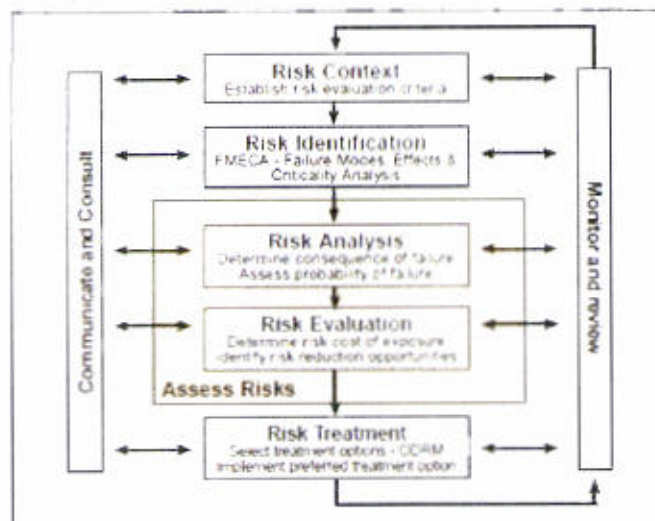 Risk Context
Establish risk evaluation criteria
Risk Identification
FMECA - Failure Modes, Effects &
Criticality Analysis
Risk Analysis
Determine consequence of failure
Assess probability of failure
Risk Evaluation
Determine risk cost of exposure
Identify risk reduction opportunities
Assess Risks
Risk Treatment
Select treatment options -
Implement preferred treatment option
Communicate and Consult
Monitor and review